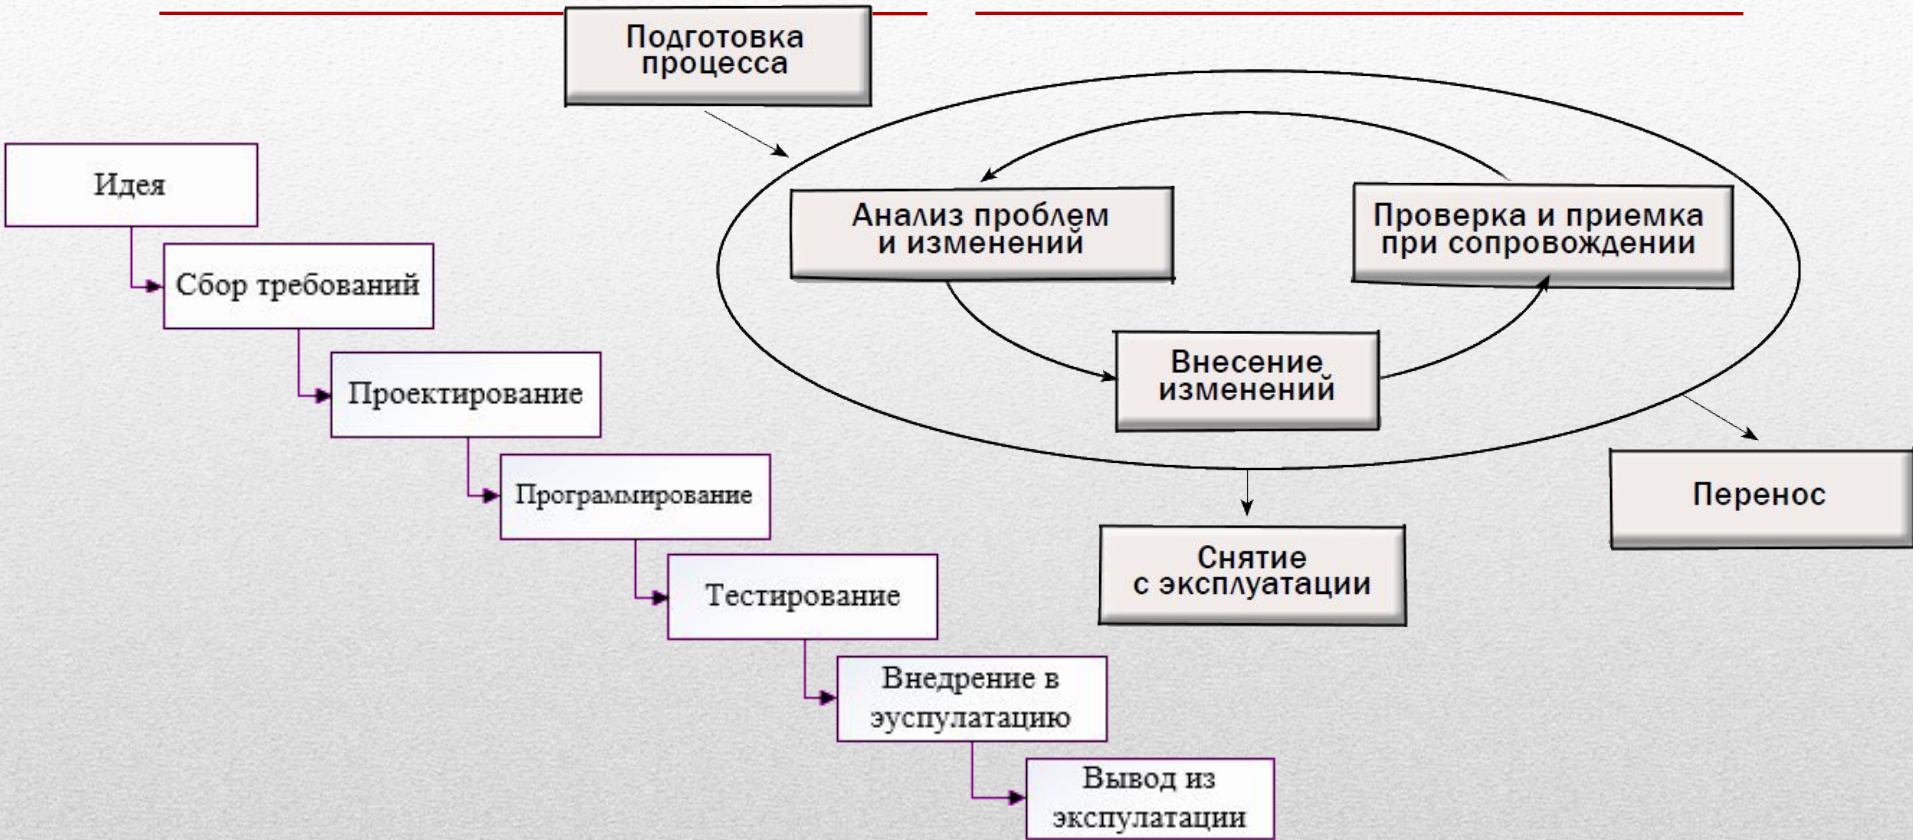 Подготовка
процесса
Идея
Сбор требований
Проектирование
Программирование
Тестирование
Внедрение в
эуспулатацию
Вывод из
экспулатации
Анализ проблем
и изменений
Проверка и приемка
при сопровождении
Внесение
изменений
Перенос
Снятие
с эксплуатации